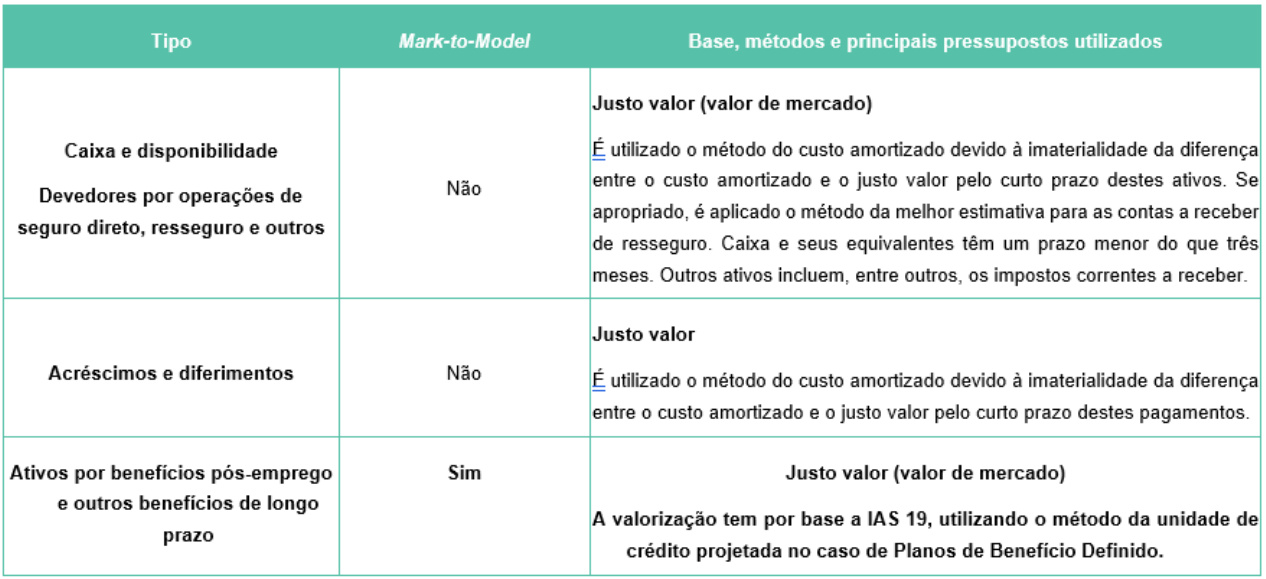 Tipo
Mark-to-Model
Base, métodos e principais pressupostos utilizados
Caixa e disponibilidade
Devedores por operações de
seguro direto, resseguro e outros
Não
Justo valor (valor de mercado)
É utilizado o método do custo amortizado devido à imaterialidade da diferença
entre o custo amortizado e o justo valor pelo curto prazo destes ativos. Se
apropriado, é aplicado o método da melhor estimativa para as contas a receber
de resseguro. Caixa e seus equivalentes têm um prazo menor do que três
meses. Outros ativos incluem, entre outros, os impostos correntes a receber.
Acréscimos e diferimentos
Não
Justo valor
É utilizado o método do custo amortizado devido à imaterialidade da diferença
entre o custo amortizado e o justo valor pelo curto prazo destes pagamentos.
Ativos por benefícios pós-emprego
e outros benefícios de longo
prazo
Sim
Justo valor (valor de mercado)
A valorização tem por base a IAS 19, utilizando o método da unidade de
crédito projetada no caso de Planos de Benefício Definido.